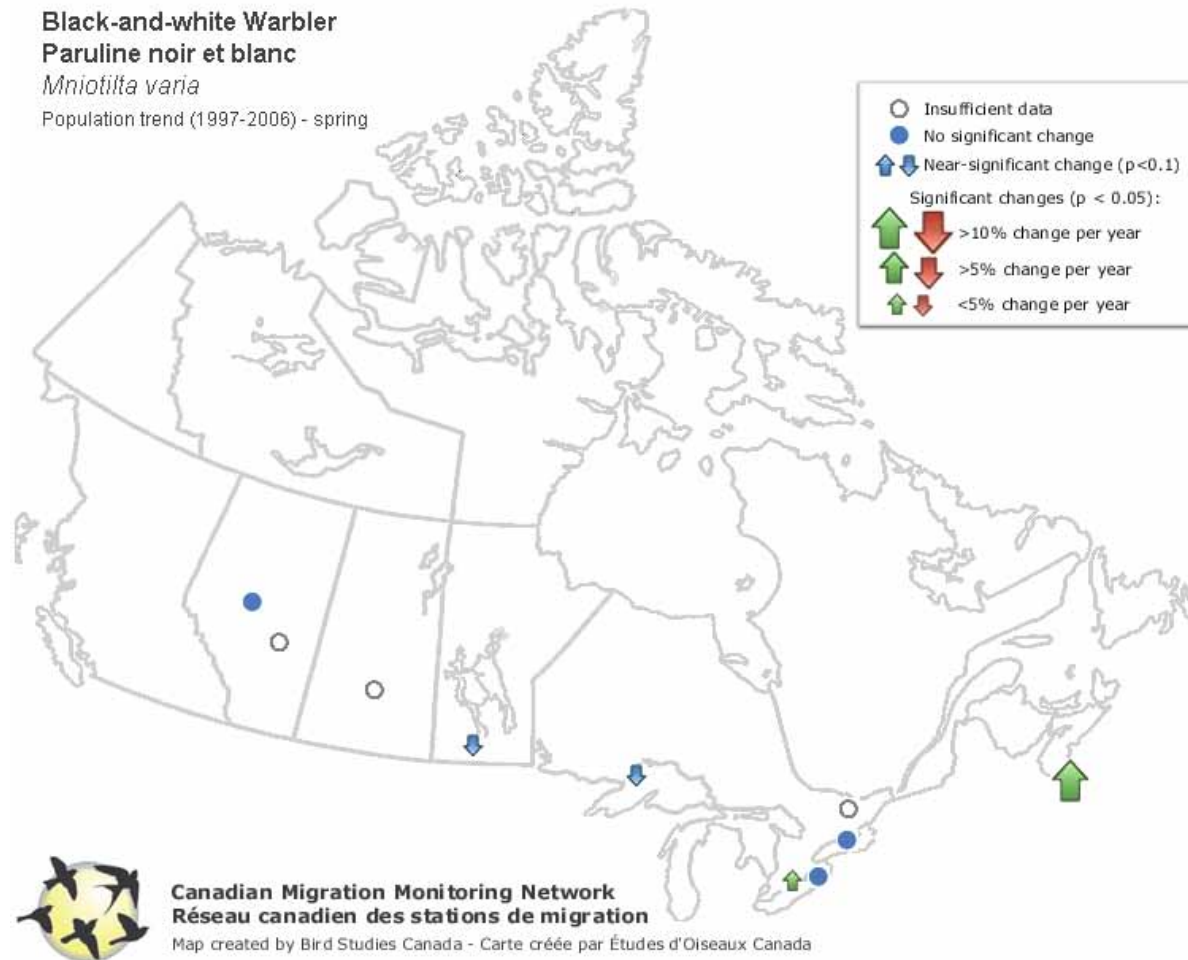 Black-and-white Warbler
Paruline noir et blanc
Mniotilta varia
Population trend (1997-2006) - spring
Insufficient data
No significant change
Near-significant change (p<0.1)
Significant changes (p < 0.05):
>10% change per year
>5% change per year
<5% change per year
Canadian Migration Monitoring Network
Réseau canadien des stations de migration
Map created by Bird Studies Canada - Carte créée par Études d'Oiseaux Canada